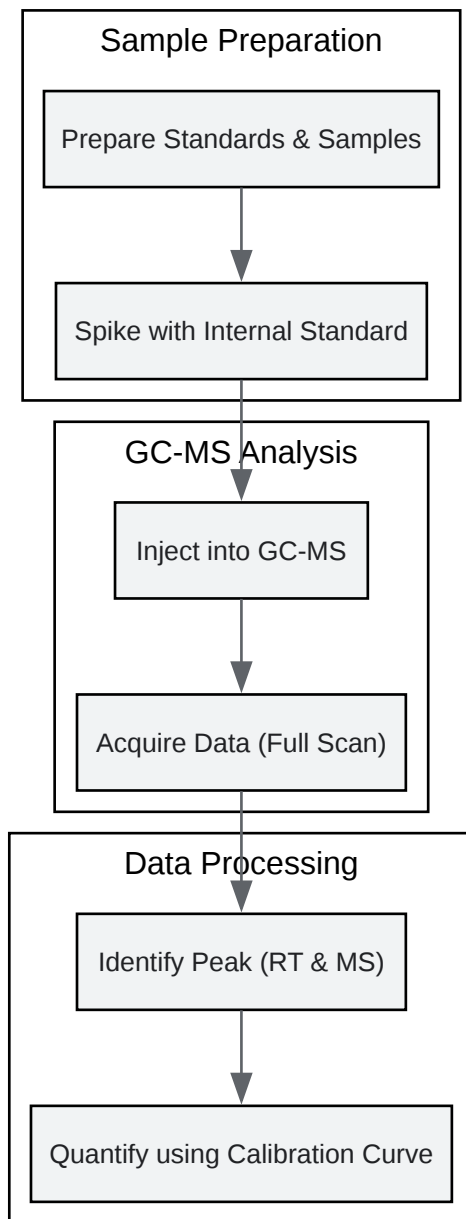 Sample Preparation
Prepare Standards & Samples
Spike with Internal Standard
GC-MS Analysis
Inject into GC-MS
Acquire Data (Full Scan)
Data Processing
Identify Peak (RT & MS)
Quantify using Calibration Curve